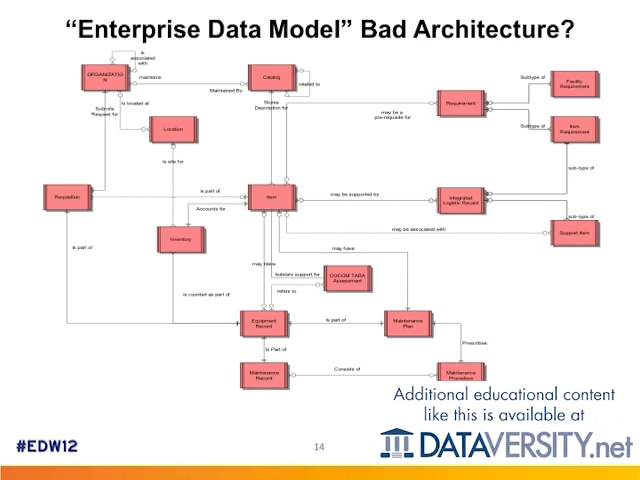 “Enterprise Data Model” Bad Architecture?
is
associated
with
ORGANIZATIO
N
maintains
Maintained By
Catalog
related to
Submits
Request for
Is located at
Stores
Description for
Requirement
Subtype of
Facility
Requirement
may be a
pre-requisite for
Subtype of
Item
Requirement
Location
is site for
sub-type of
Requisition
is part of
Item
may be supported by
Integrated
Logistic Record
Accounts for
sub-type of
may be associated with
Support Item
Inventory
is part of
may have
may Have
bolsters support for
COCOM TARA
Assessment
refers to
is counted as part of
Equipment
Record
is part of
Maintenance
Plan
Is Part of
Prescribes
Maintenance
Record
Consists of
Maintenance
Procedure
Additional educational content
like this is available at
DATAVERSITY.net
#EDW12
14